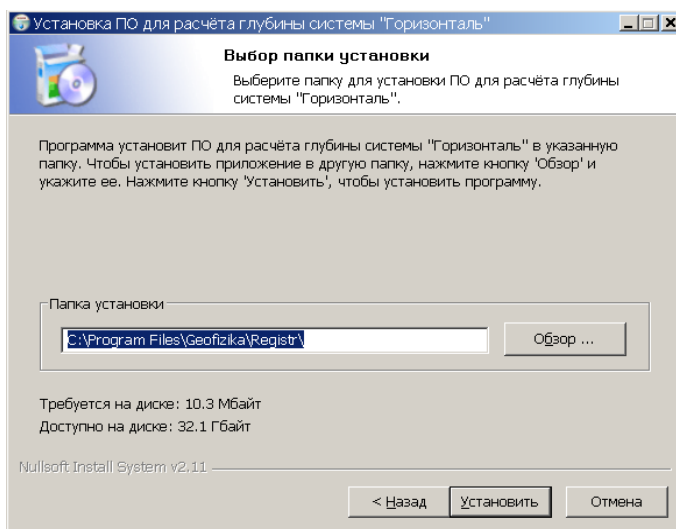 Установка ПО для расчёта глубины системы "Горизонталь"
Выбор папки установки
Выберите папку для установки ПО для расчёта глубины
системы "Горизонталь".
Программа установит ПО для расчёта глубины системы "Горизонталь" в указанную
папку. Чтобы установить приложение в другую папку, нажмите кнопку 'Обзор' и
укажите ее. Нажмите кнопку 'Установить', чтобы установить программу.
Папка установки
C:\Program Files\Geofizika\Registr\
Обзор ...
Требуется на диске: 10.3 Мбайт
Доступно на диске: 32.1 Гбайт
Nullsoft Install System v2.11
< Назад
Установить
Отмена